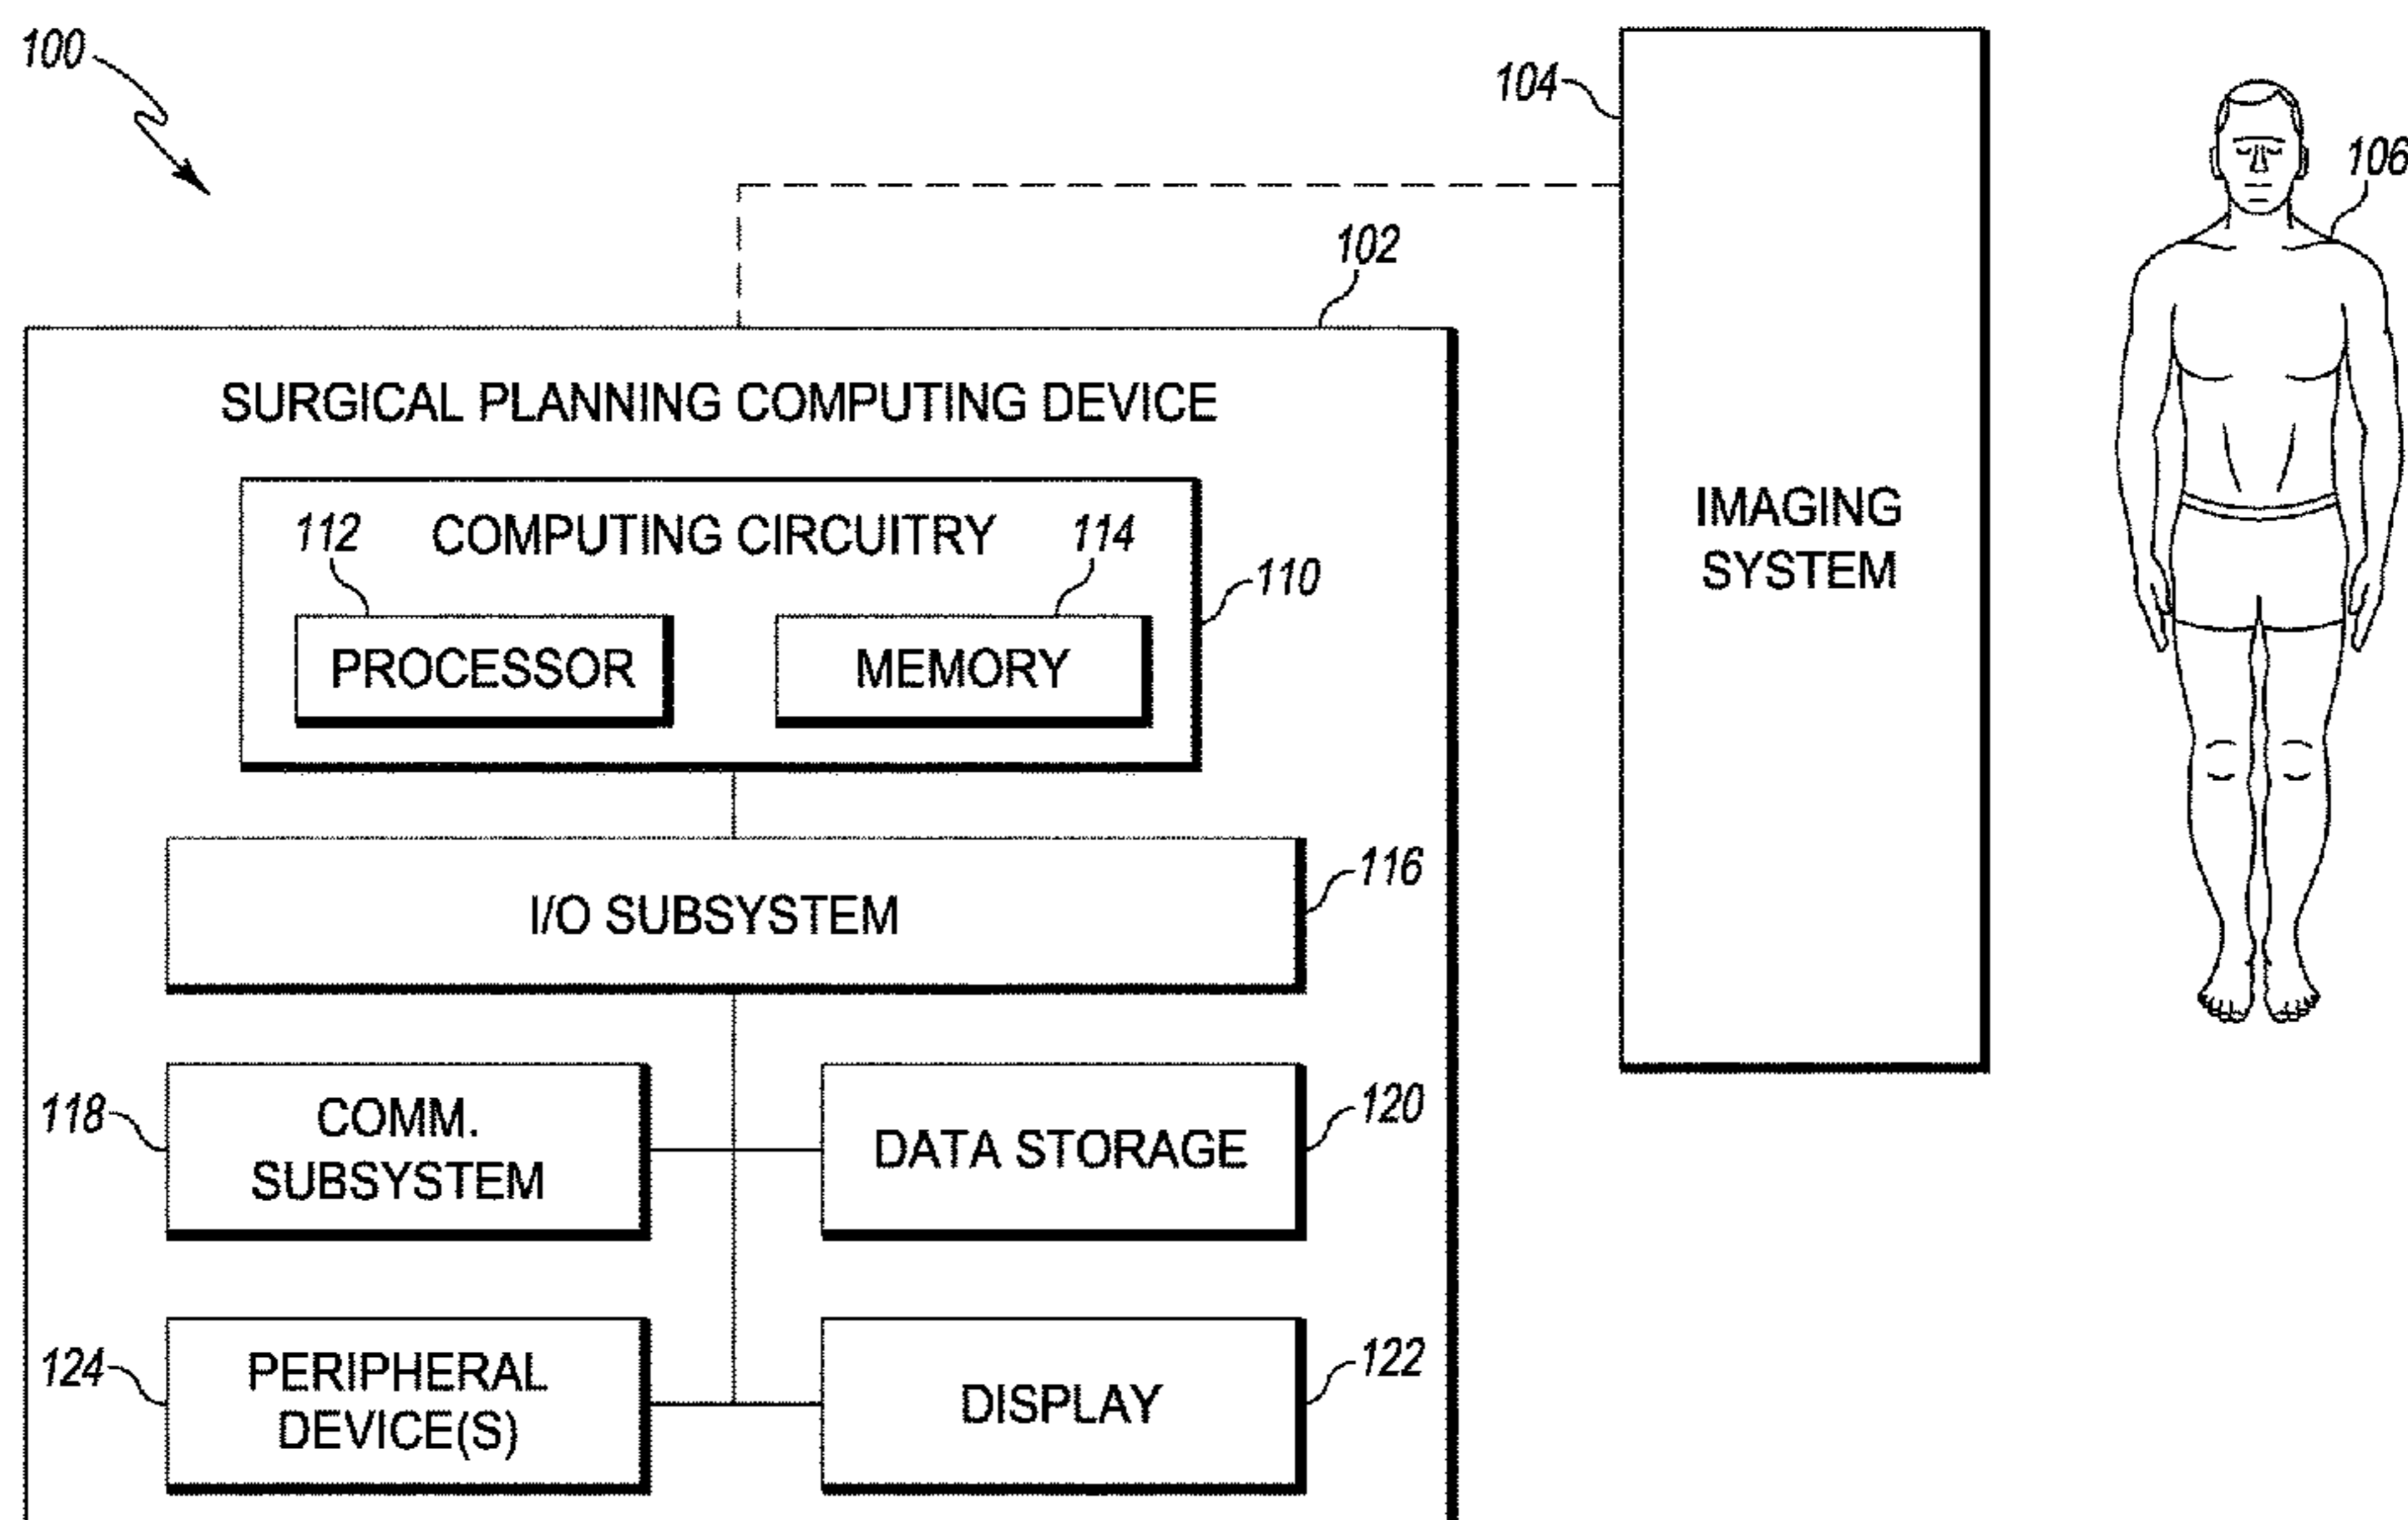 100
104
106
102
SURGICAL PLANNING COMPUTING DEVICE
IMAGING
SYSTEM
COMPUTING CIRCUITRY
112
114
110
PROCESSOR
MEMORY
116
I/O SUBSYSTEM
118
COMM.
SUBSYSTEM
120
DATA STORAGE
124
PERIPHERAL
DEVICE(S)
122
DISPLAY